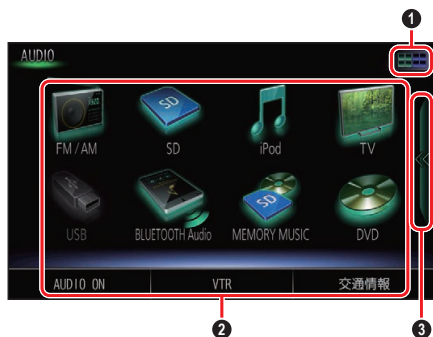 1
AUDIO
FM / AM SD iPod TV
USB BLUETOOTH Audio MEMORY MUSIC DVD
AUDIO ON VTR 交通情報
2 3